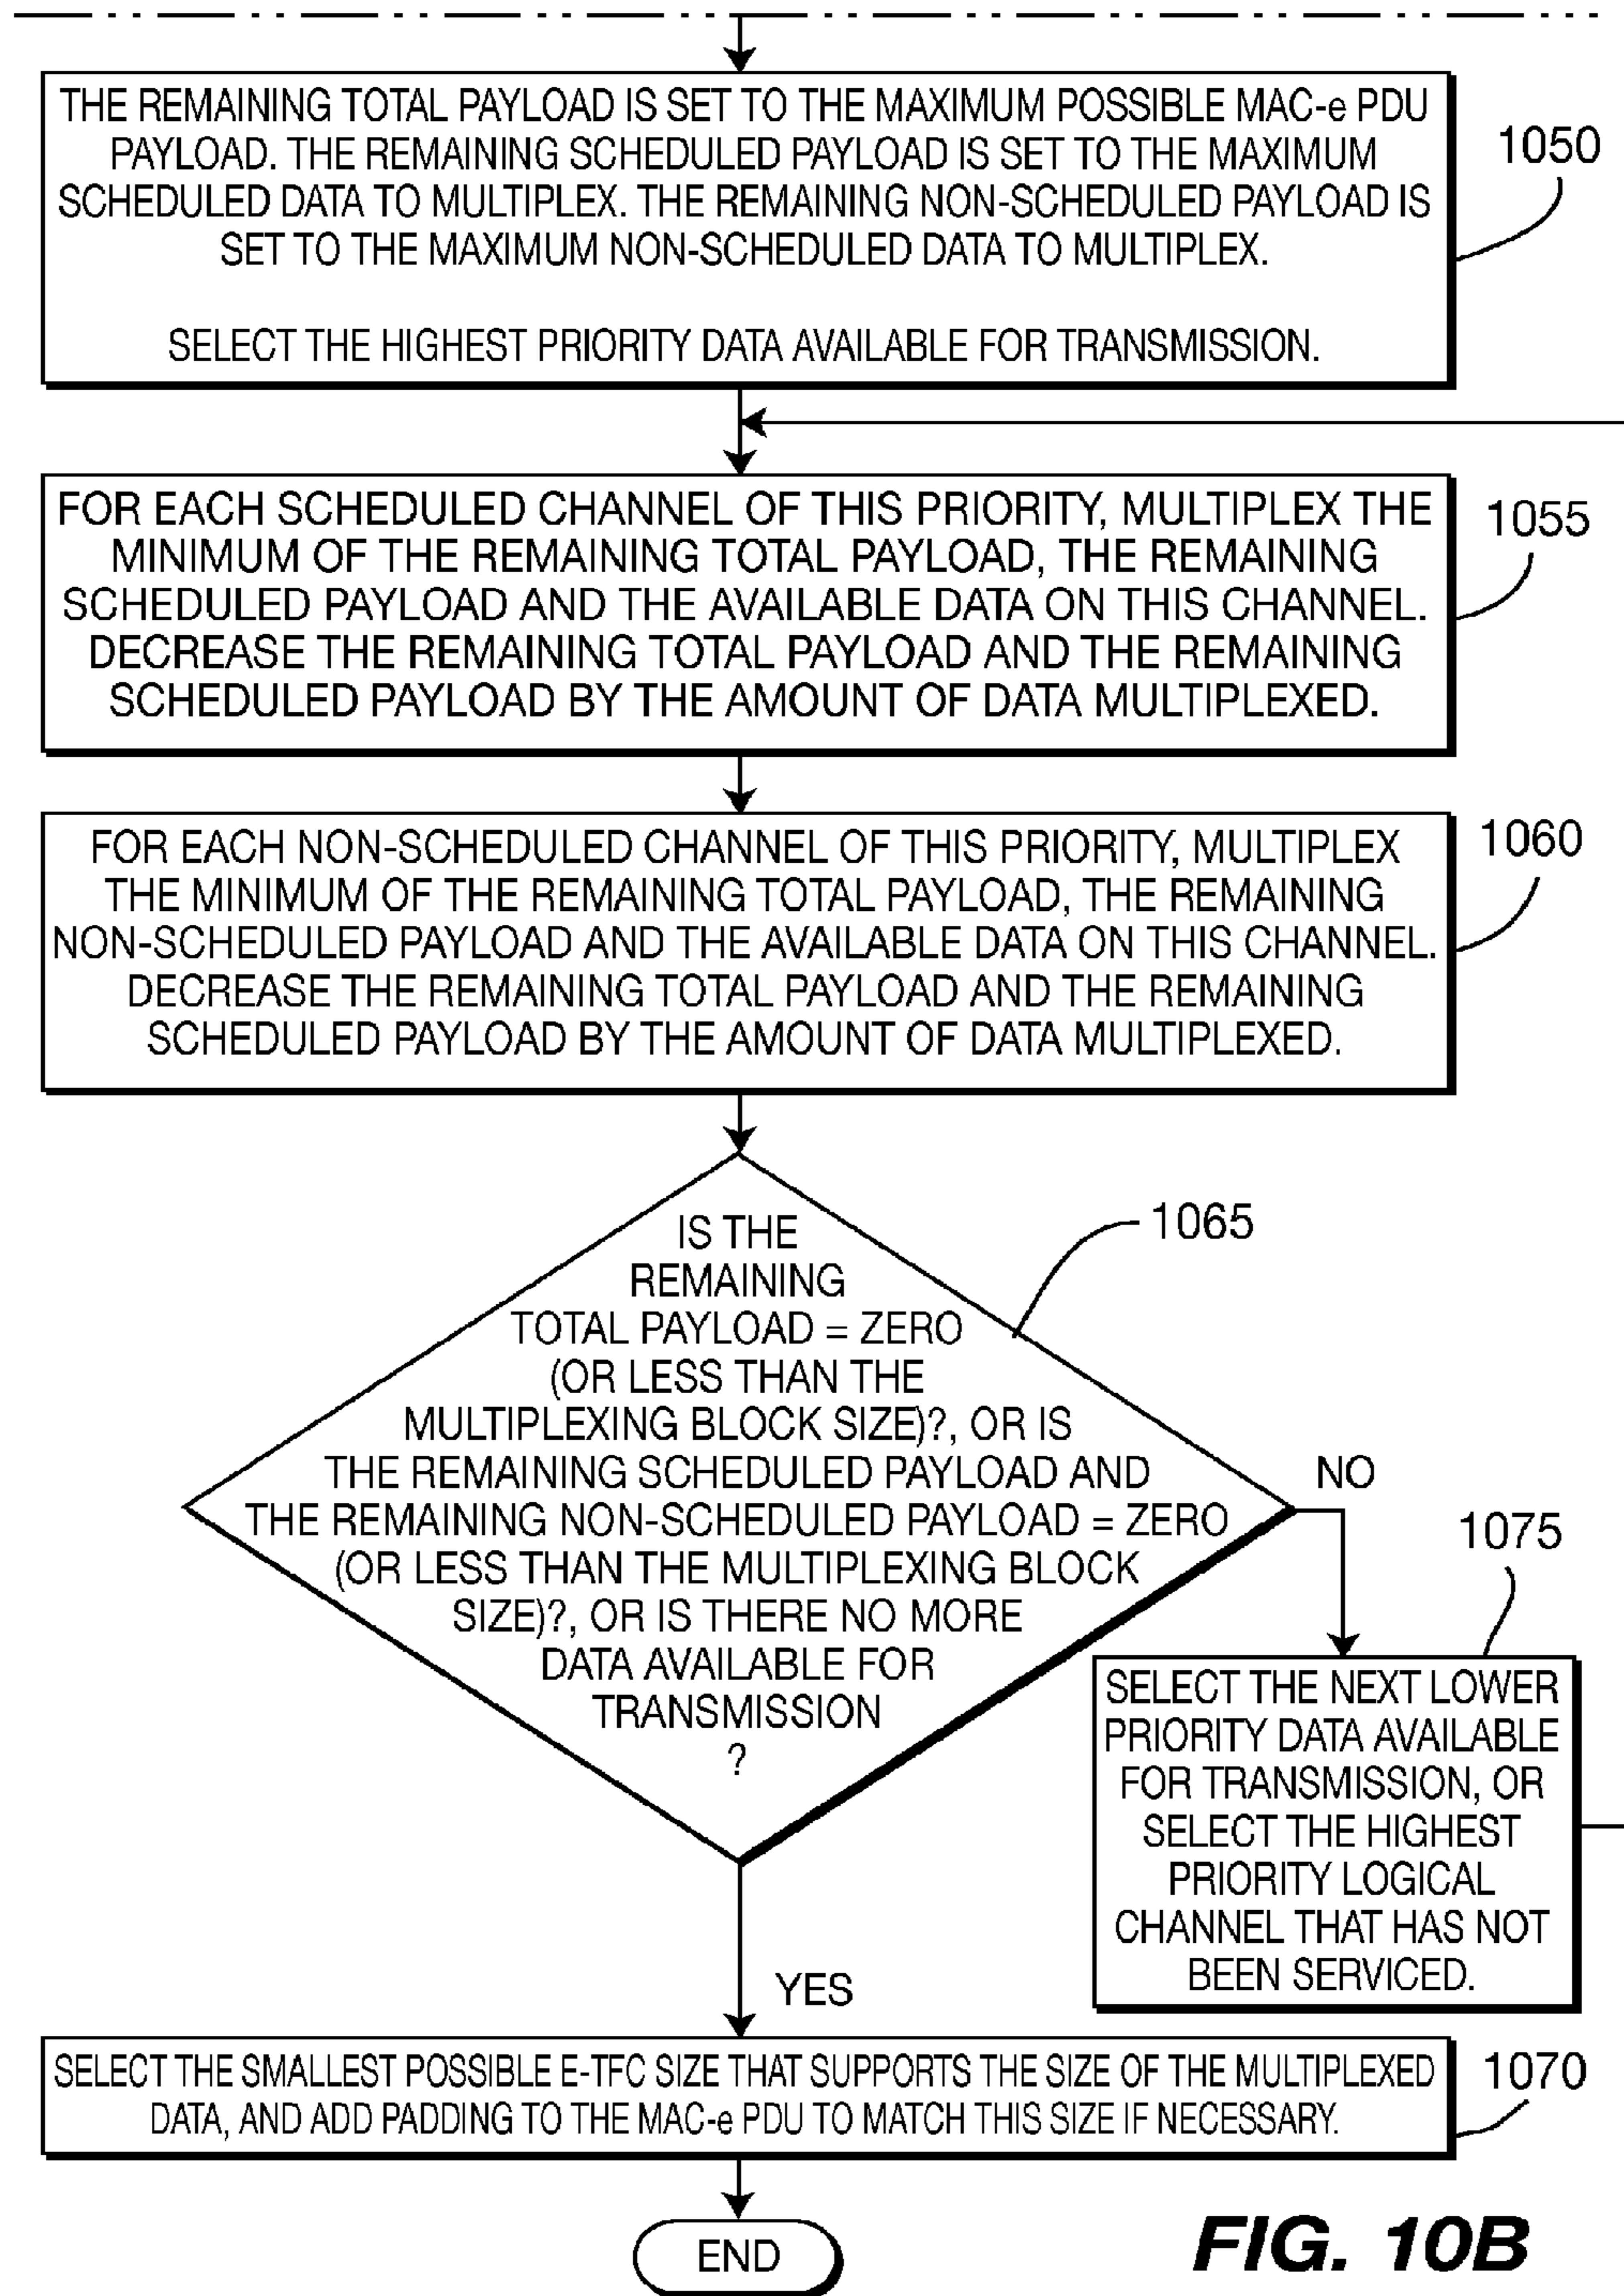 THE REMAINING TOTAL PAYLOAD IS SET TO THE MAXIMUM POSSIBLE MAC-e PDU
PAYLOAD. THE REMAINING SCHEDULED PAYLOAD IS SET TO THE MAXIMUM
SCHEDULED DATA TO MULTIPLEX. THE REMAINING NON-SCHEDULED PAYLOAD IS
SET TO THE MAXIMUM NON-SCHEDULED DATA TO MULTIPLEX.
SELECT THE HIGHEST PRIORITY DATA AVAILABLE FOR TRANSMISSION.
1050
FOR EACH SCHEDULED CHANNEL OF THIS PRIORITY, MULTIPLEX THE
MINIMUM OF THE REMAINING TOTAL PAYLOAD, THE REMAINING
SCHEDULED PAYLOAD AND THE AVAILABLE DATA ON THIS CHANNEL.
DECREASE THE REMAINING TOTAL PAYLOAD AND THE REMAINING
SCHEDULED PAYLOAD BY THE AMOUNT OF DATA MULTIPLEXED.
1055
FOR EACH NON-SCHEDULED CHANNEL OF THIS PRIORITY, MULTIPLEX
THE MINIMUM OF THE REMAINING TOTAL PAYLOAD, THE REMAINING
NON-SCHEDULED PAYLOAD AND THE AVAILABLE DATA ON THIS CHANNEL.
DECREASE THE REMAINING TOTAL PAYLOAD AND THE REMAINING
SCHEDULED PAYLOAD BY THE AMOUNT OF DATA MULTIPLEXED.
1060
IS THE
REMAINING
TOTAL PAYLOAD = ZERO
(OR LESS THAN THE
MULTIPLEXING BLOCK SIZE)?, OR IS
THE REMAINING SCHEDULED PAYLOAD AND
THE REMAINING NON-SCHEDULED PAYLOAD = ZERO
(OR LESS THAN THE MULTIPLEXING BLOCK
SIZE)?, OR IS THERE NO MORE
DATA AVAILABLE FOR
TRANSMISSION
?
1065
NO
1075
SELECT THE NEXT LOWER
PRIORITY DATA AVAILABLE
FOR TRANSMISSION, OR
SELECT THE HIGHEST
PRIORITY LOGICAL
CHANNEL THAT HAS NOT
BEEN SERVICED.
YES
SELECT THE SMALLEST POSSIBLE E-TFC SIZE THAT SUPPORTS THE SIZE OF THE MULTIPLEXED
DATA, AND ADD PADDING TO THE MAC-e PDU TO MATCH THIS SIZE IF NECESSARY.
1070
END
FIG. 10B